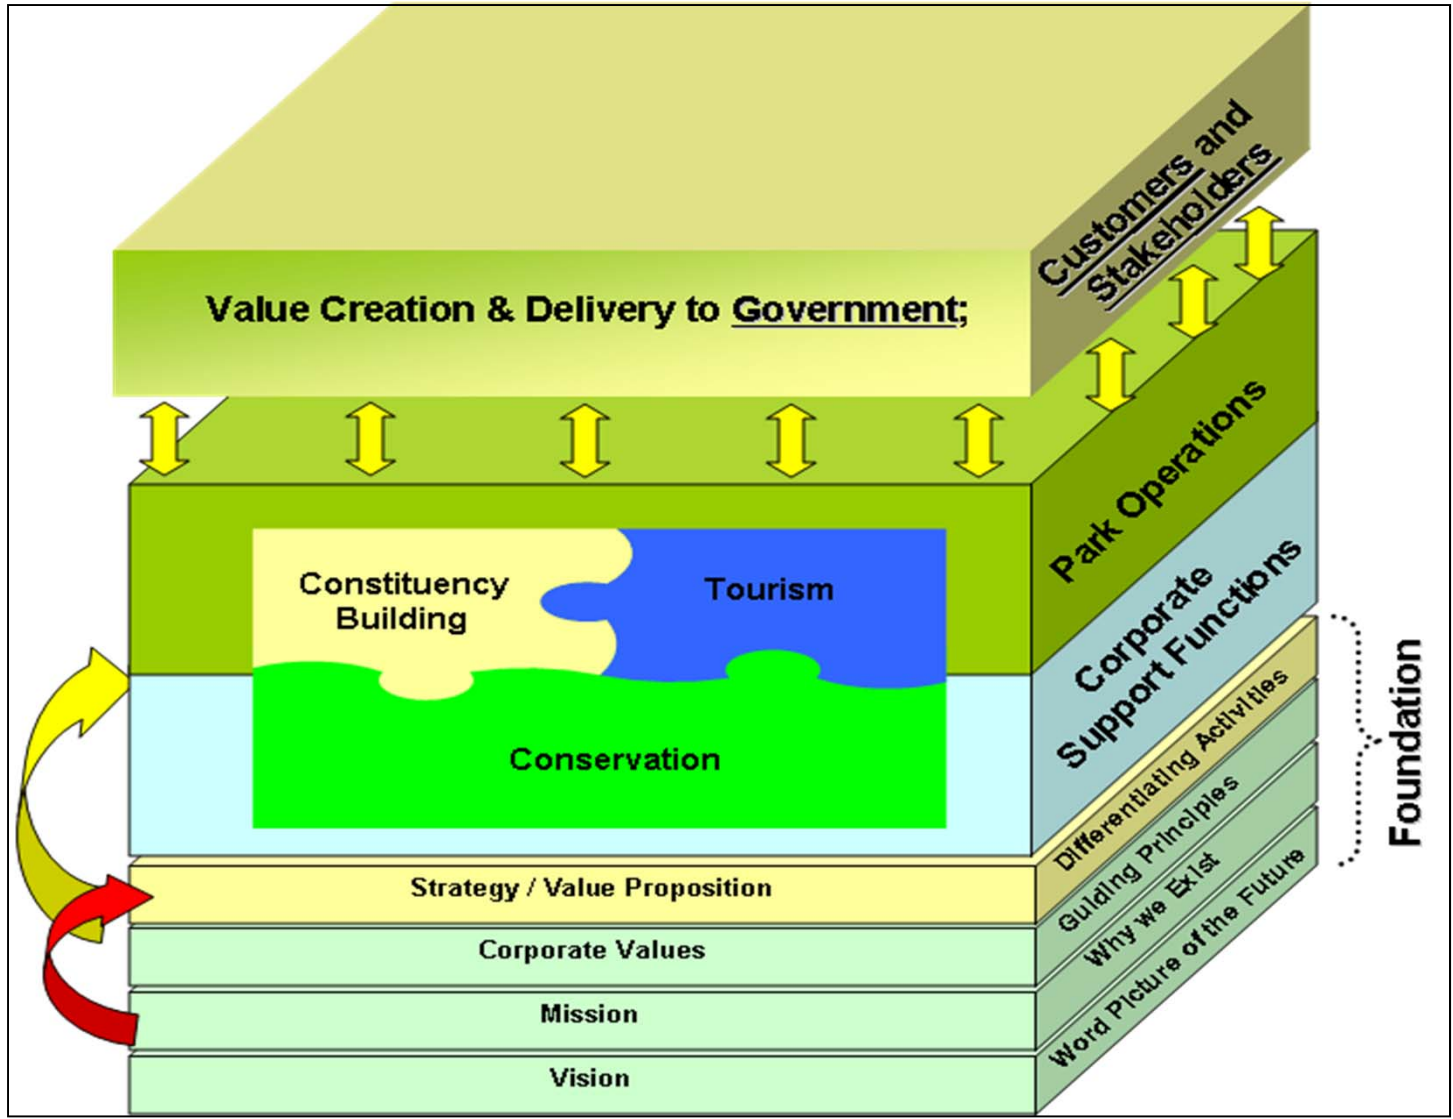 Value Creation & Delivery to Government;
Customers and
Stakeholders
Park Operations
Constituency
Building
Tourism
Conservation
Corporate
Support Functions
Strategy / Value Proposition
Differentiating Activities
Corporate Values
Guiding Principles
Mission
Why we Exist
Vision
Word Picture of the Future
Foundation